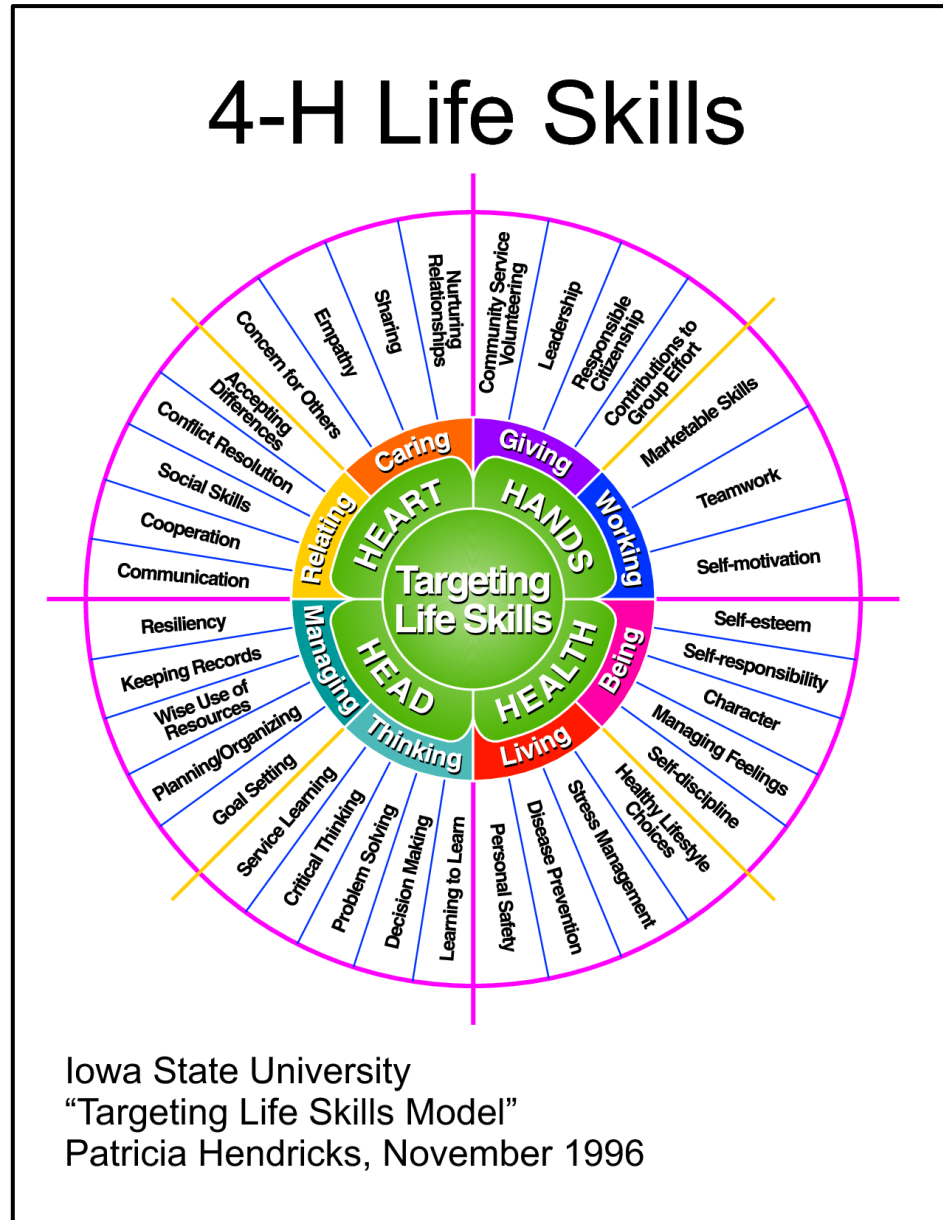 4-H Life Skills
Nurturing
Relationships
Sharing
Empathy
Concern for Others
Accepting
Differences
Conflict Resolution
Social Skills
Cooperation
Communication
Community Service
Volunteering
Leadership
Responsible
Citizenship
Contributions to
Group Effort
Marketable Skills
Teamwork
Self-motivation
Caring
Relating
HEART
Giving
Working
HANDS
Targeting
Life Skills
Managing
Thinking
HEAD
Being
Living
HEALTH
Resiliency
Keeping Records
Wise Use of
Resources
Planning/Organizing
Goal Setting
Service Learning
Critical Thinking
Problem Solving
Decision Making
Learning to Learn
Self-esteem
Self-responsibility
Character
Managing Feelings
Self-discipline
Healthy Lifestyle
Choices
Stress Management
Disease Prevention
Personal Safety
Iowa State University
“Targeting Life Skills Model”
Patricia Hendricks, November 1996